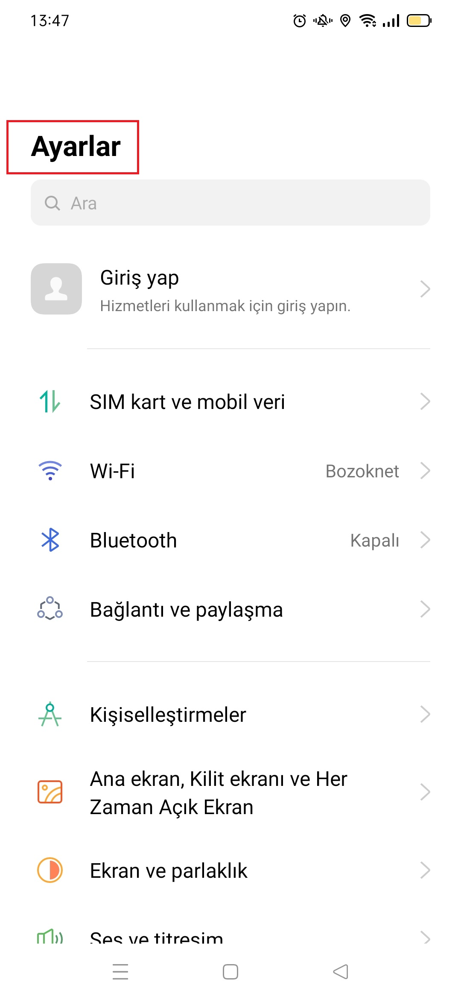 13:47
Ayarlar
Ara
Giriş yap
Hizmetleri kullanmak için giriş yapın.
SIM kart ve mobil veri
Wi-Fi
Bozoknet
Bluetooth
Kapalı
Bağlantı ve paylaşma
Kişiselleştirmeler
Ana ekran, Kilit ekranı ve Her
Zaman Açık Ekran
Ekran ve parlaklık
Ses ve titreşim